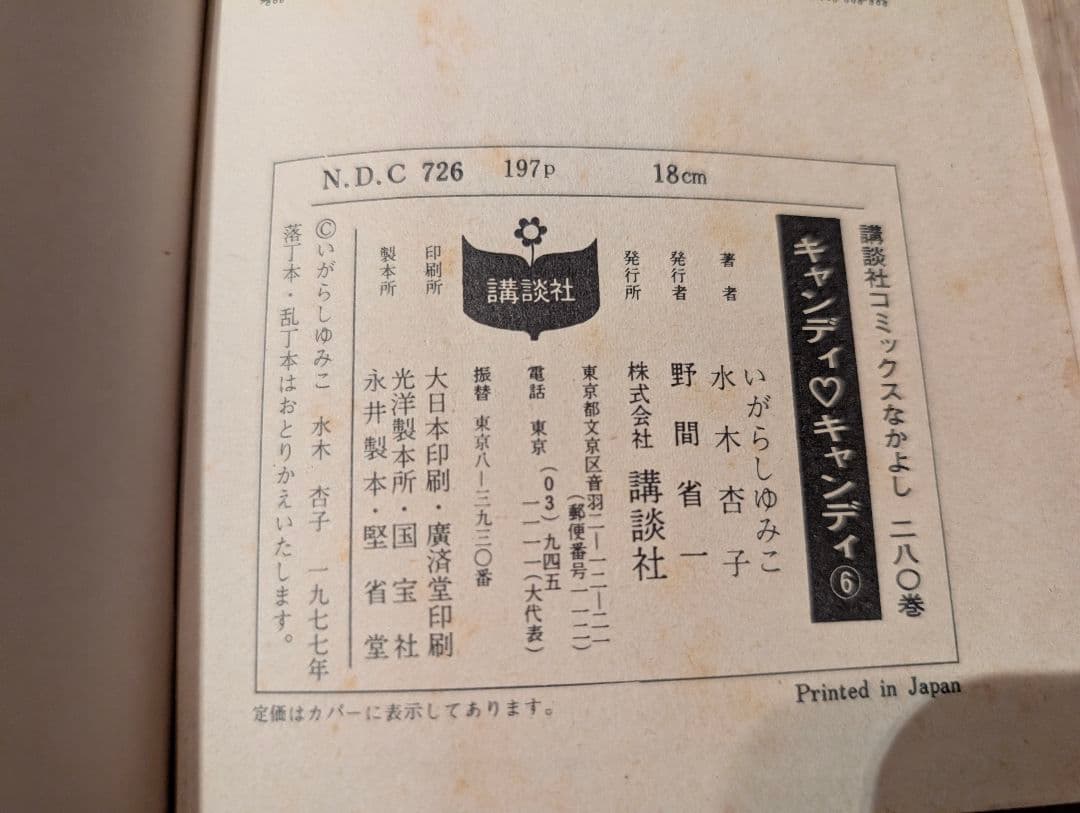 N.D.C 726 197p 18cm
講談社コミックスなかよし 二八〇巻
キャンディ♡キャンディ⑥
著者 いがらしゆみこ
水木杏子
発行者 野間省一
発行所 株式会社 講談社
東京都文京区音羽二―一二―二一
(郵便番号一一二)
電話 東京(03)九四五
一一一一(大代表)
振替 東京八―三九三〇番
講談社
印刷所 大日本印刷・廣済堂印刷
製本所 光洋製本所・国宝社
永井製本・堅省堂
©いがらしゆみこ 水木 杏子 一九七七年
落丁本・乱丁本はおとりかえいたします。
定価はカバーに表示してあります。
Printed in Japan